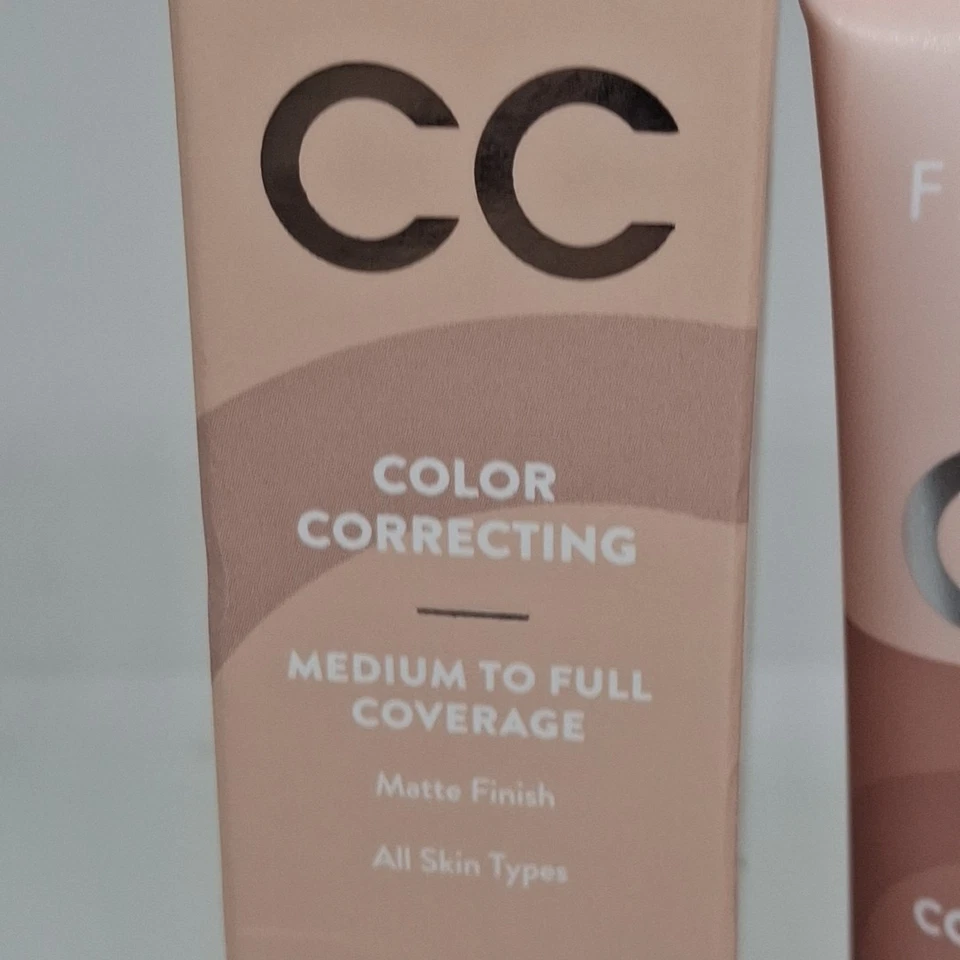 CC
COLOR
CORRECTING
MEDIUM TO FULL
COVERAGE
Matte Finish
All Skin Types
F